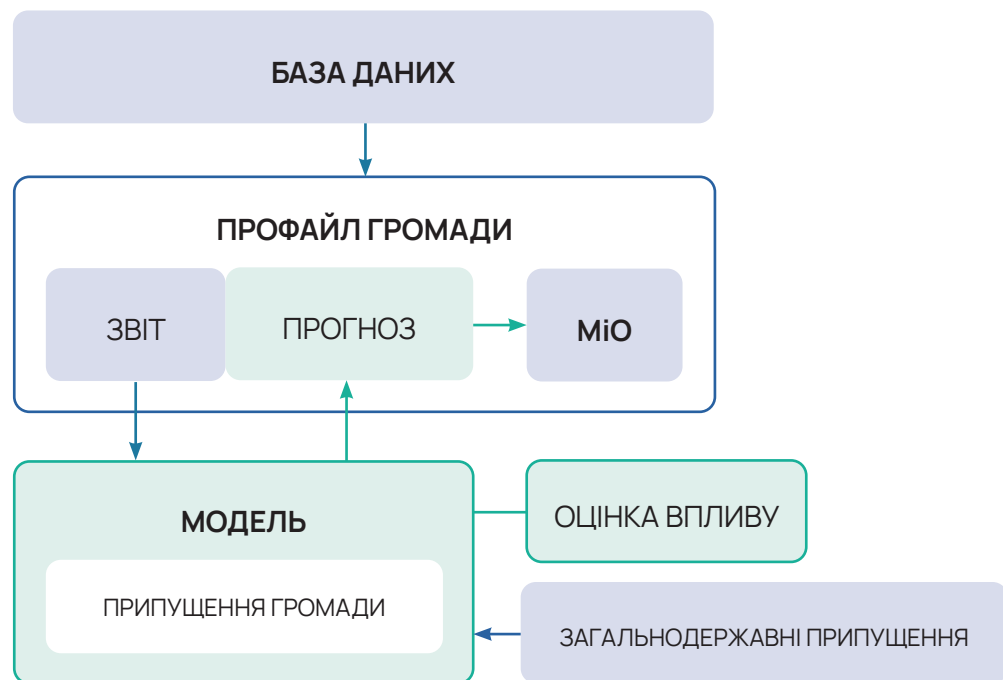 БАЗА ДАНИХ
ПРОФАЙЛ ГРОМАДИ
ЗВІТ
ПРОГНОЗ
МіО
МОДЕЛЬ
ОЦІНКА ВПЛИВУ
ПРИПУЩЕННЯ ГРОМАДИ
ЗАГАЛЬНОДЕРЖАВНІ ПРИПУЩЕННЯ